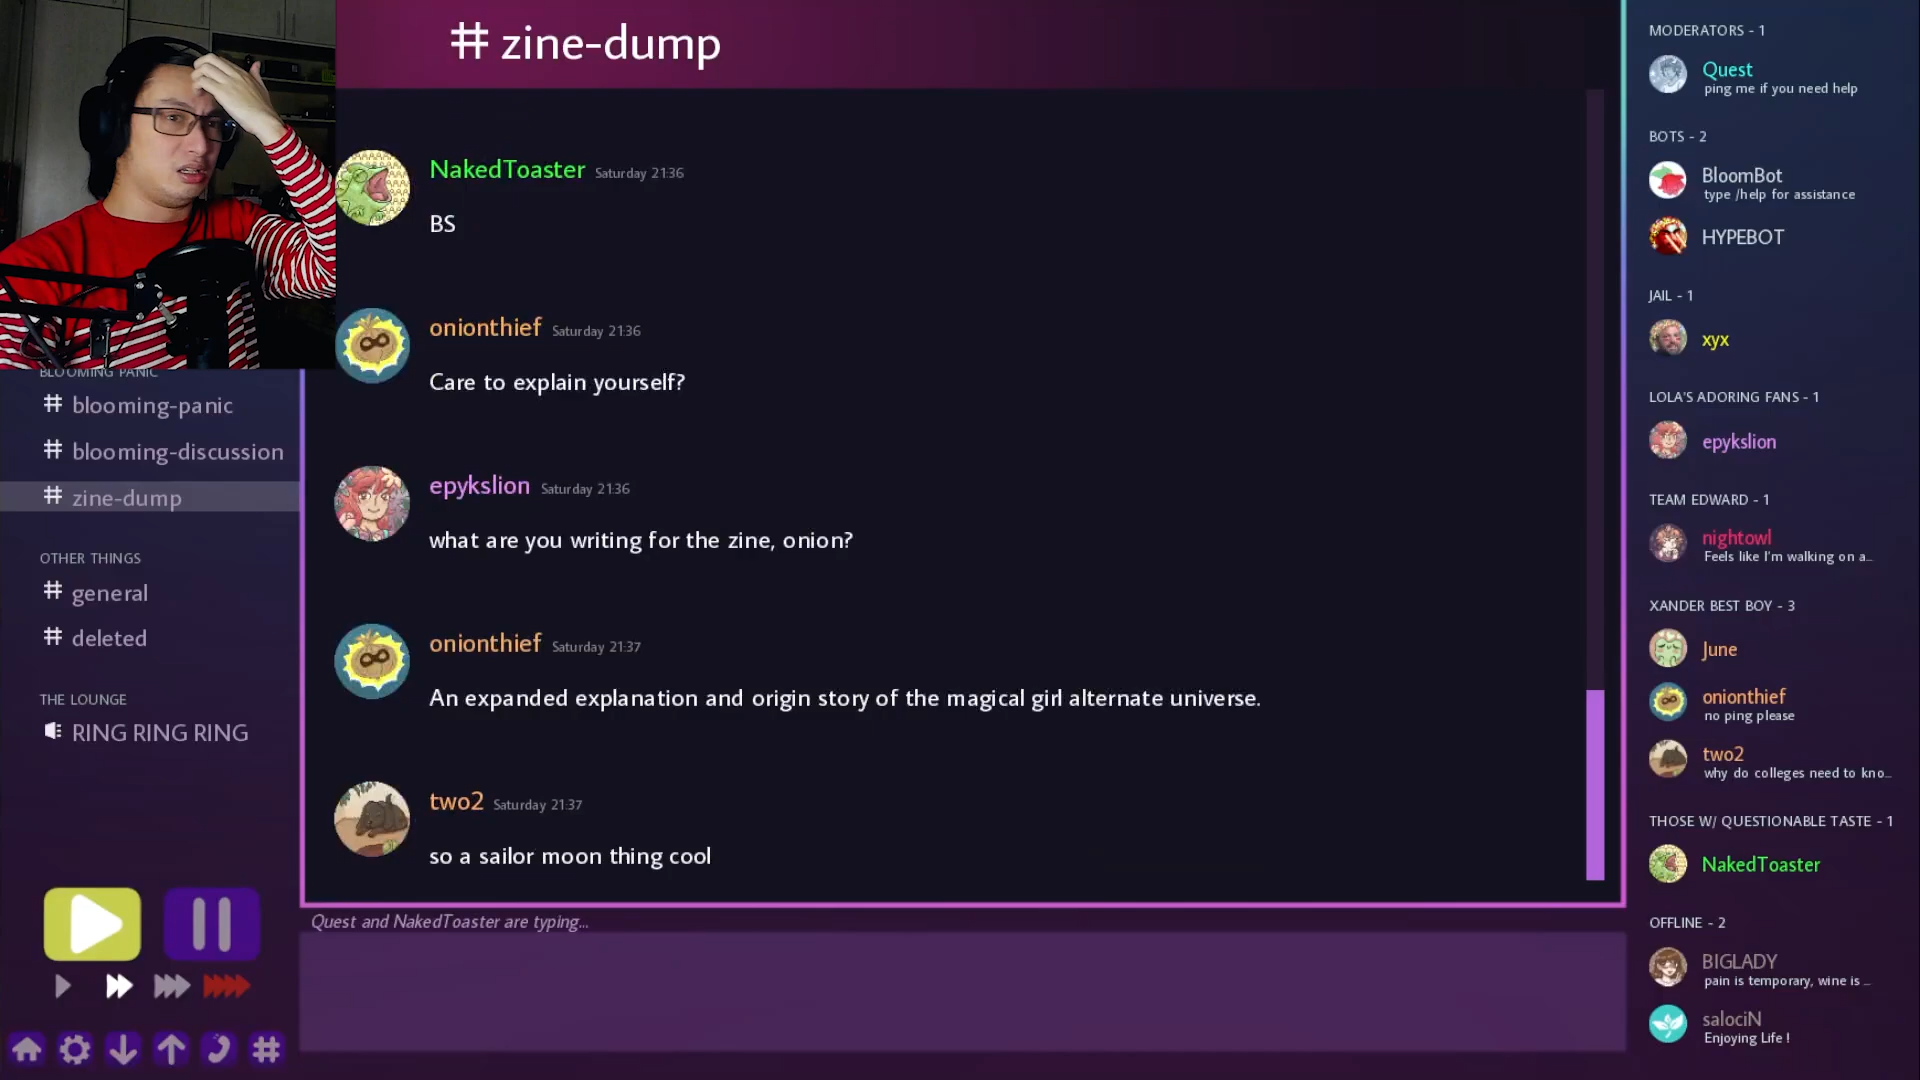 # zine-dump
NakedToaster Saturday 21:36
BS
onionthief Saturday 21:36
Care to explain yourself?
epykslion Saturday 21:36
what are you writing for the zine, onion?
onionthief Saturday 21:37
An expanded explanation and origin story of the magical girl alternate universe.
two2 Saturday 21:37
so a sailor moon thing cool
Quest and NakedToaster are typing...
BLOOMING PANIC
# blooming-panic
# blooming-discussion
# zine-dump
OTHER THINGS
# general
# deleted
THE LOUNGE
RING RING RING
MODERATORS - 1
Quest
ping me if you need help
BOTS - 2
BloomBot
type /help for assistance
HYPEBOT
JAIL - 1
xyx
LOLA'S ADORING FANS - 1
epykslion
TEAM EDWARD - 1
nightowl
Feels like I'm walking on a...
XANDER BEST BOY - 3
June
onionthief
no ping please
two2
why do colleges need to kno...
THOSE W/ QUESTIONABLE TASTE - 1
NakedToaster
OFFLINE - 2
BIGLADY
pain is temporary, wine is ...
salociN
Enjoying Life !